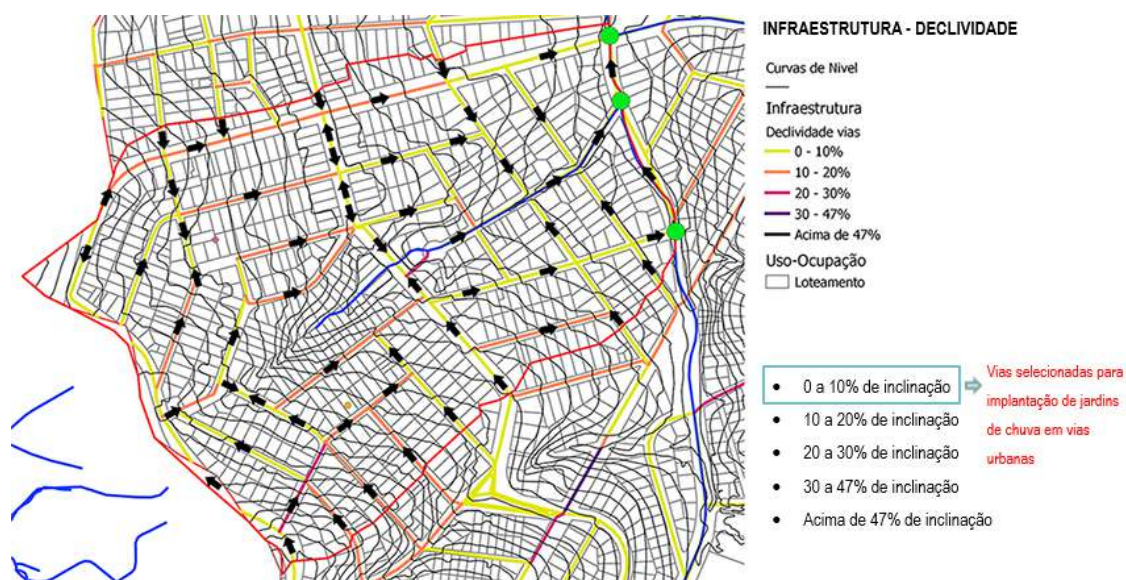 INFRAESTRUTURA - DECLIVIDADE
Curvas de Nivel
Infraestrutura
Declividade vias
0 - 10%
10 - 20%
20 - 30%
30 - 47%
Acima de 47%
Uso-Ocupação
Loteamento
• 0 a 10% de inclinação
• 10 a 20% de inclinação
• 20 a 30% de inclinação
• 30 a 47% de inclinação
• Acima de 47% de inclinação
Vias selecionadas para
implantação de jardins
de chuva em vias
urbanas